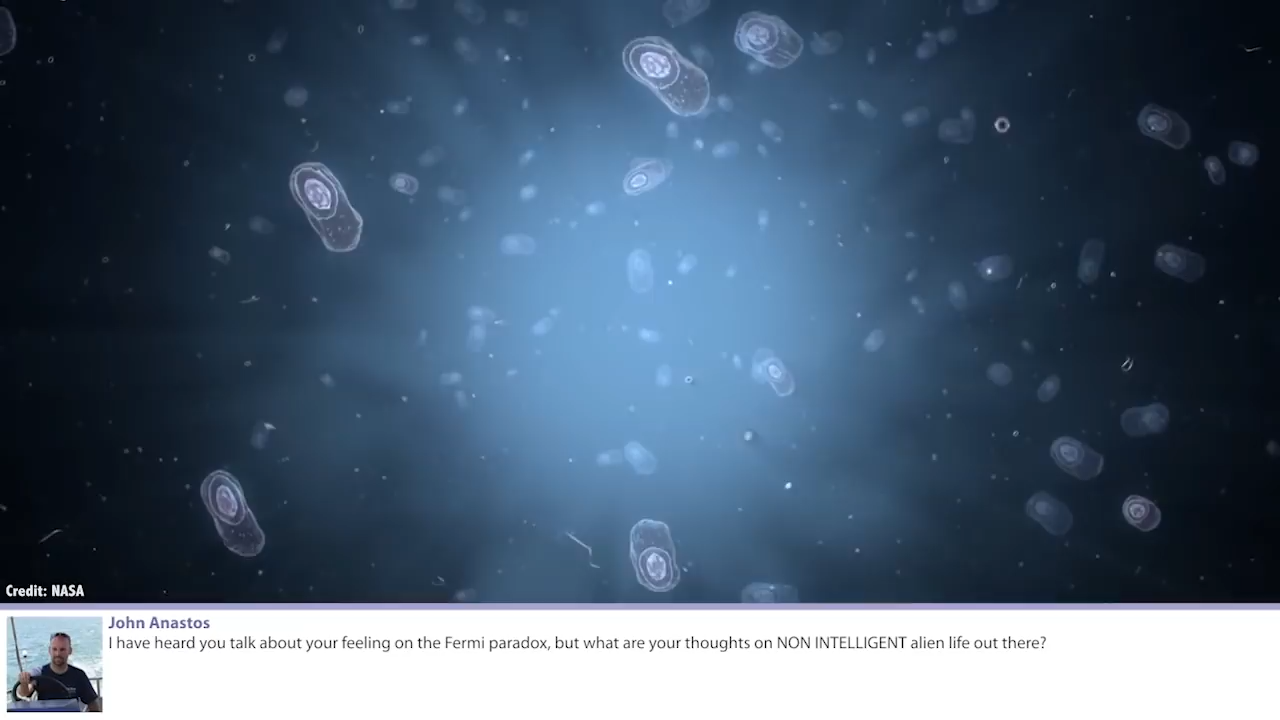 Credit: NASA
John Anastos
I have heard you talk about your feeling on the Fermi paradox, but what are your thoughts on NON INTELLIGENT alien life out there?